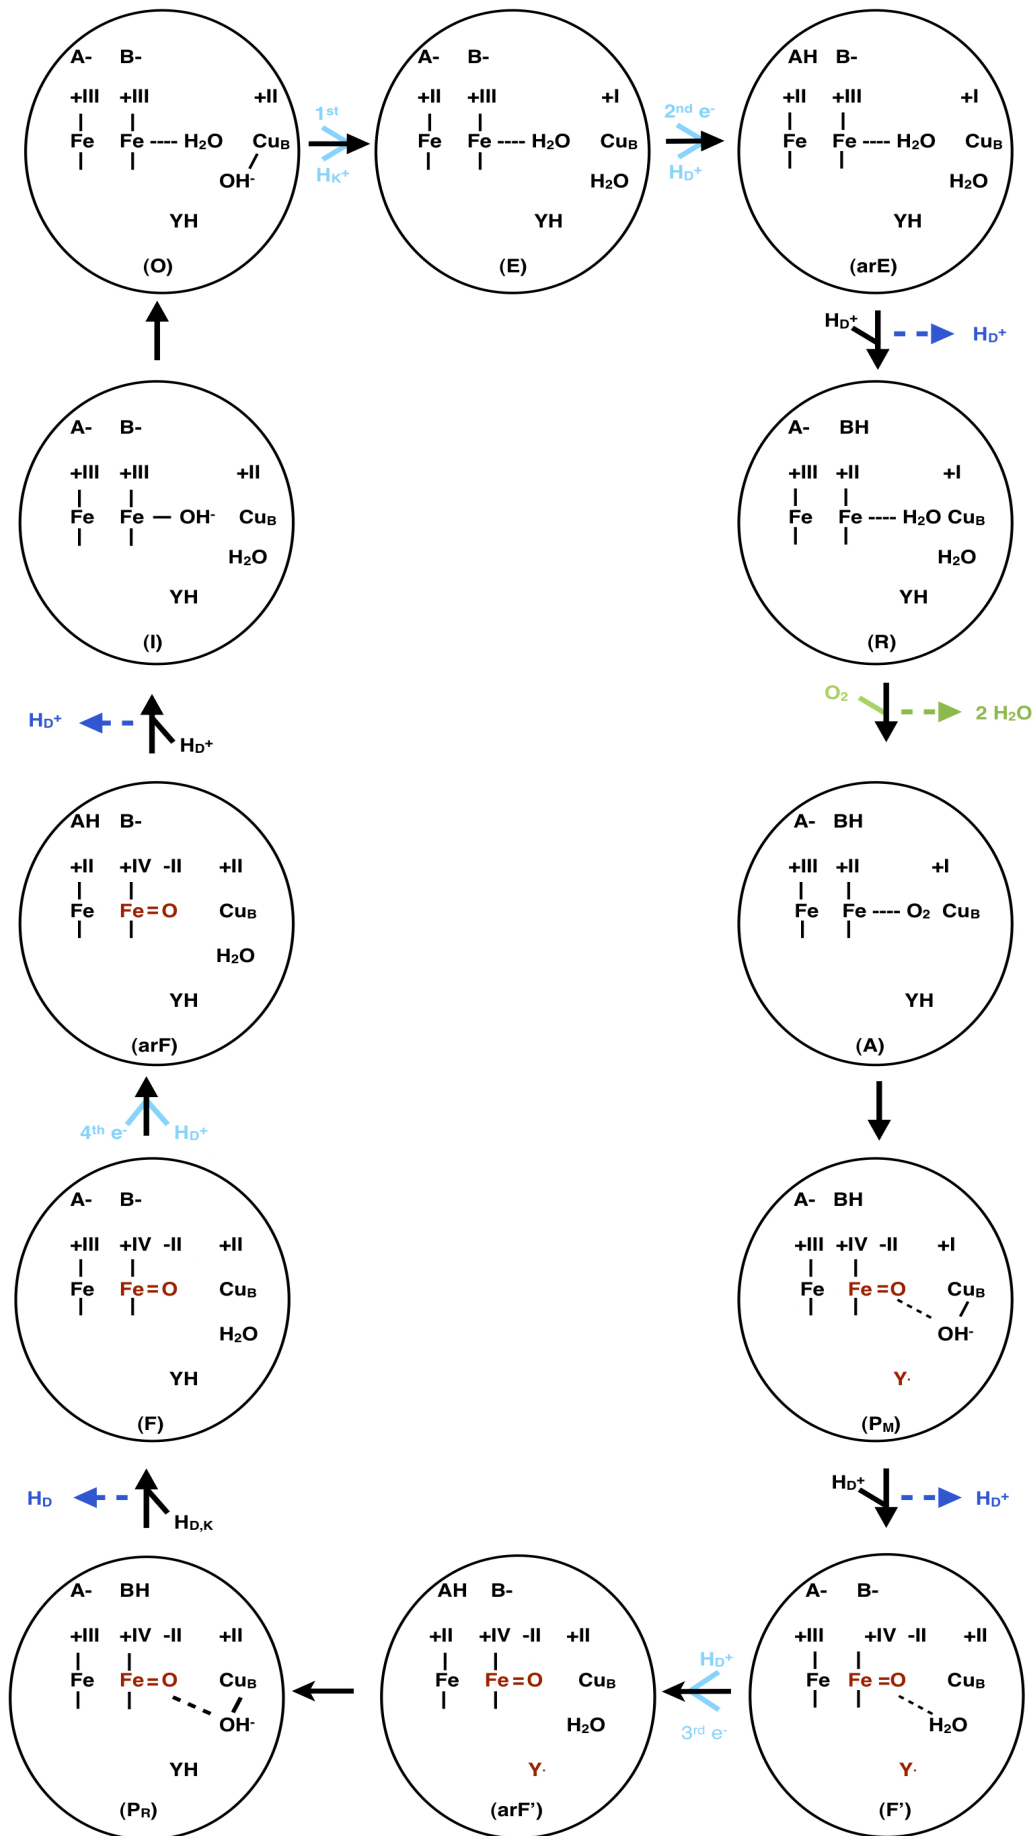 A- B-
+III +III +II
Fe Fe ---- H₂O CuB
OH-
YH
(O)
1st
HK+
A- B-
+II +III +I
Fe Fe ---- H₂O CuB
H₂O
YH
(E)
2nd e-
HD+
AH B-
+II +III +I
Fe Fe ---- H₂O CuB
H₂O
YH
(arE)
HD+ HD+
A- BH
+III +II +I
Fe Fe ---- H₂O CuB
H₂O
YH
(R)
O₂ 2 H₂O
A- BH
+III +II +I
Fe Fe ---- O₂ CuB
YH
(A)
A- BH
+III +IV -II +I
Fe Fe=O CuB
OH-
Y·
(PM)
HD+ HD+
A- B-
+III +IV -II +II
Fe Fe=O CuB
H₂O
Y·
(F’)
HD+
3rd e-
AH B-
+II +IV -II +II
Fe Fe=O CuB
H₂O
Y·
(arF’)
A- BH
+III +IV -II +II
Fe Fe=O CuB
OH-
YH
(PR)
HD HD,K
A- B-
+III +IV -II +II
Fe Fe=O CuB
H₂O
YH
(F)
4th e- HD+
AH B-
+II +IV -II +II
Fe Fe=O CuB
H₂O
YH
(arF)
HD+ HD+
A- B-
+III +III +II
Fe Fe — OH- CuB
H₂O
YH
(I)